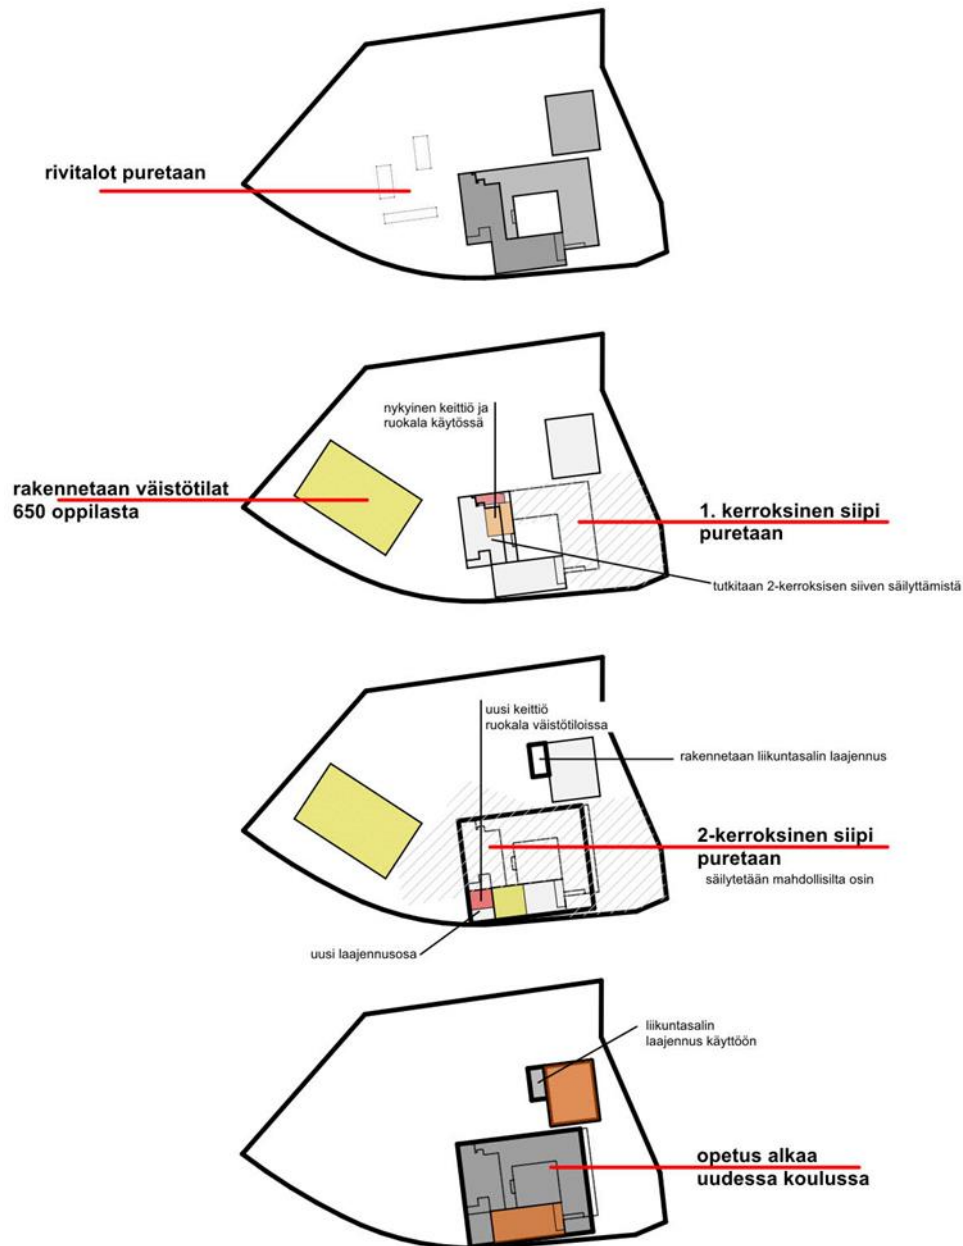 rivitalot puretaan
nykyinen keittiö ja
ruokala käytössä
rakennetaan väistötilat
650 oppilasta
1. kerroksinen siipi
puretaan
tutkitaan 2-kerroksisen siiven säilyttämistä
uusi keittiö
ruokala väistötiloissa
rakennetaan liikuntasalin laajennus
2-kerroksinen siipi
puretaan
säilytetään mahdollisilta osin
uusi laajennusosa
liikuntasalin
laajennus käyttöön
opetus alkaa
uudessa koulussa